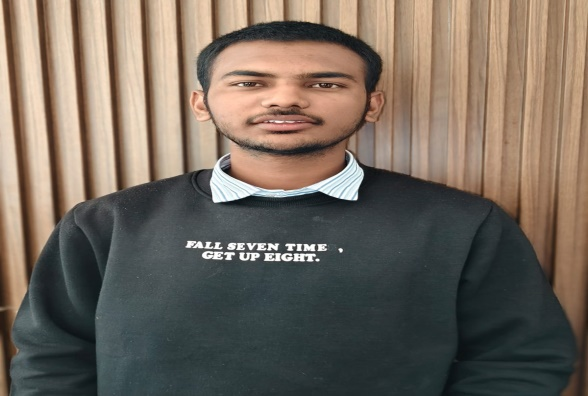 FALL SEVEN TIME ,
GET UP EIGHT.